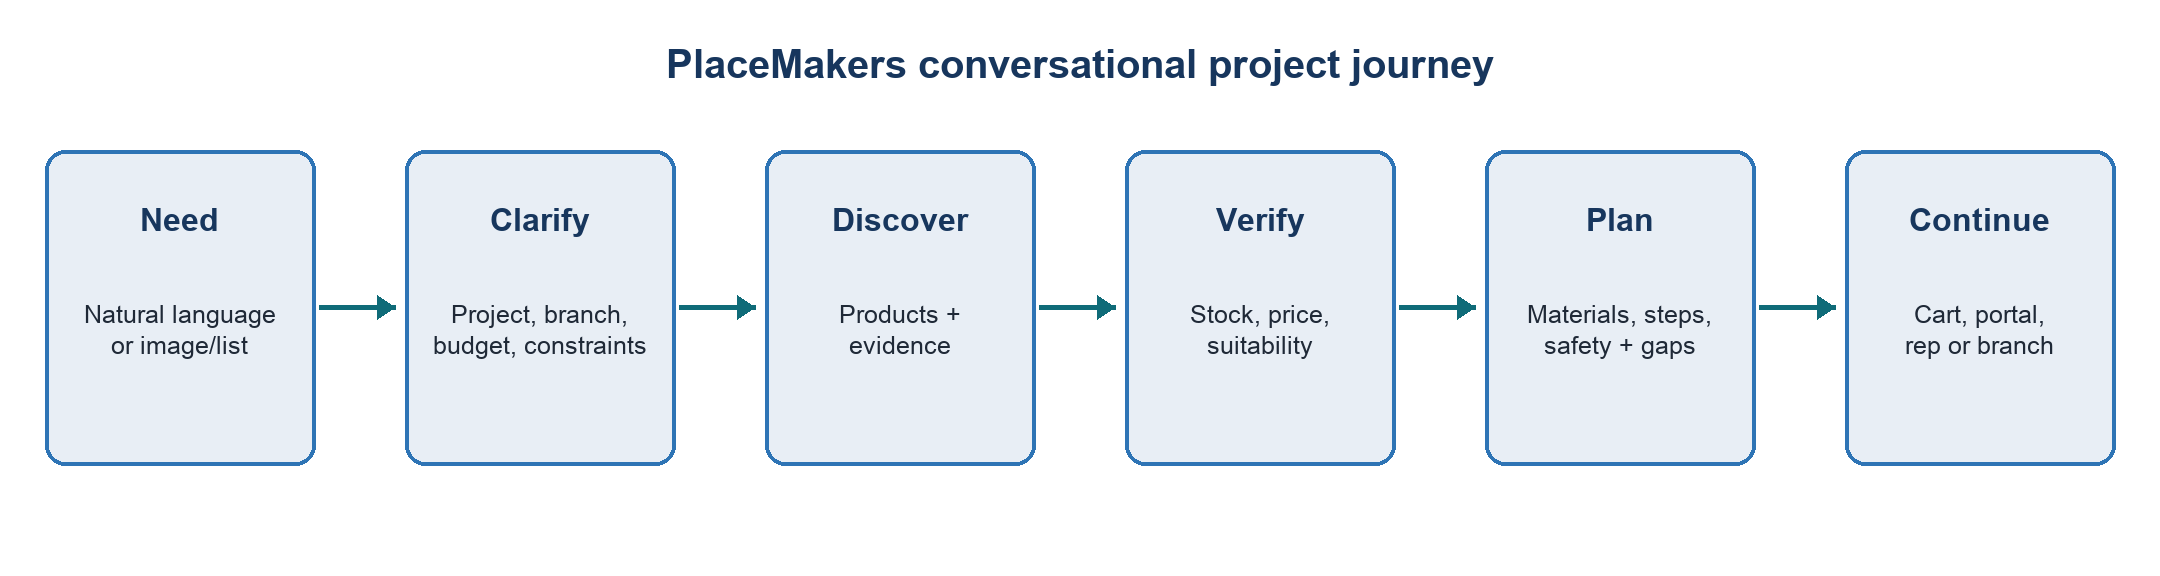 PlaceMakers conversational project journey
Need
Natural language
or image/list
Clarify
Project, branch,
budget, constraints
Discover
Products +
evidence
Verify
Stock, price,
suitability
Plan
Materials, steps,
safety + gaps
Continue
Cart, portal,
rep or branch